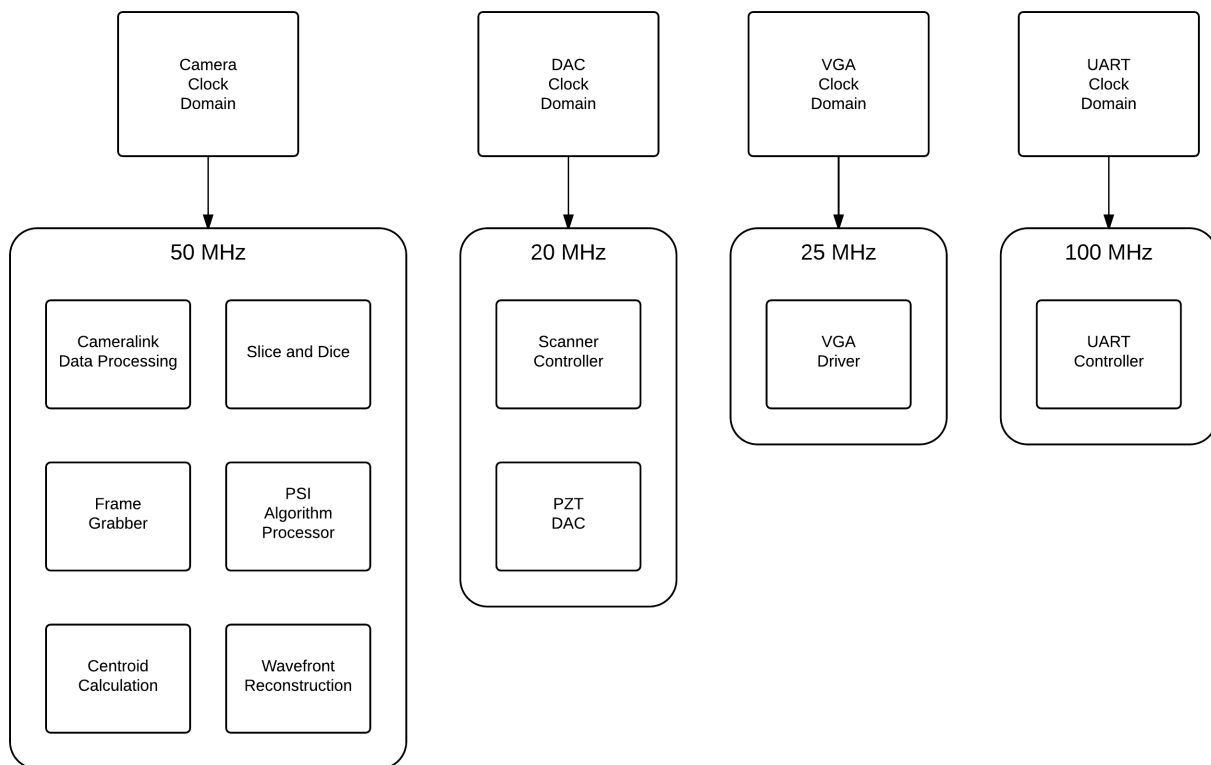 Camera
Clock
Domain
DAC
Clock
Domain
VGA
Clock
Domain
UART
Clock
Domain
50 MHz
Cameralink
Data Processing
Slice and Dice
Frame
Grabber
PSI
Algorithm
Processor
Centroid
Calculation
Wavefront
Reconstruction
20 MHz
Scanner
Controller
PZT
DAC
25 MHz
VGA
Driver
100 MHz
UART
Controller